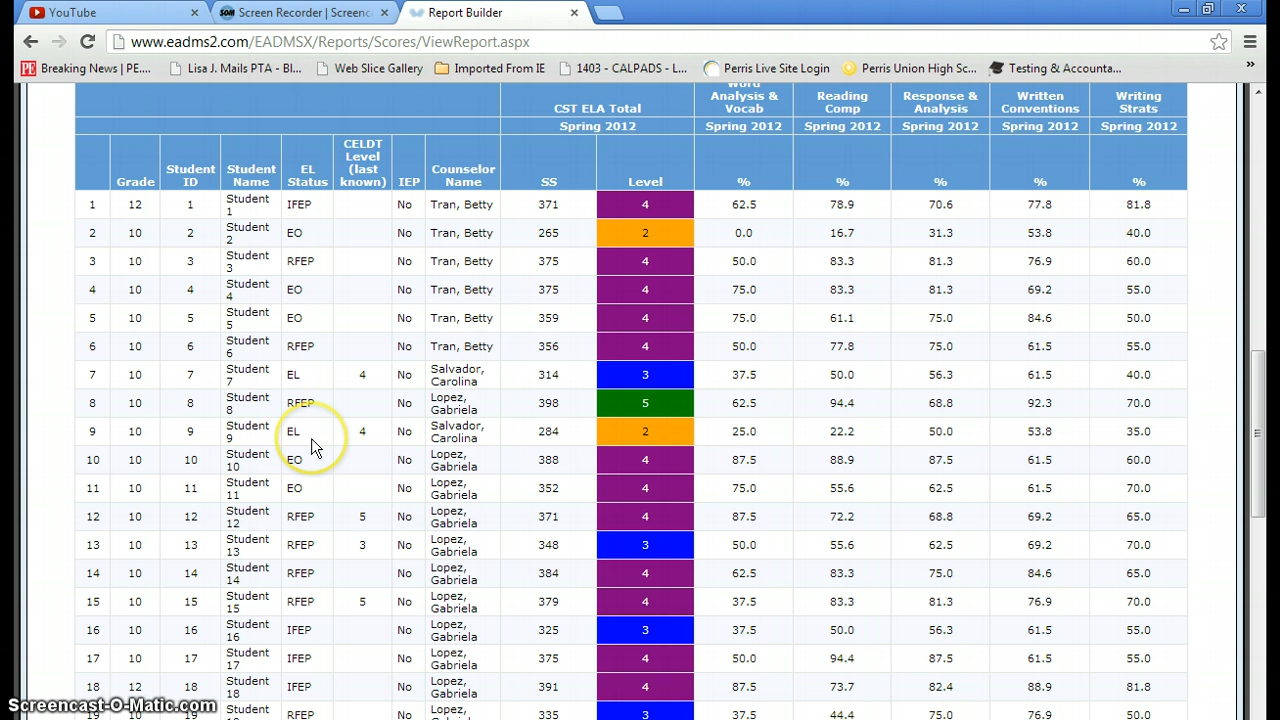 YouTube
Screen Recorder | Screenc
Report Builder
www.eadms2.com/EADMSX/Reports/Scores/ViewReport.aspx
Breaking News | PE....
Lisa J. Mails PTA - Bl...
Web Slice Gallery
Imported From IE
1403 - CALPADS - L...
Perris Live Site Login
Perris Union High Sc...
Testing & Accounta...
CST ELA Total
Word Analysis & Vocab
Reading Comp
Response & Analysis
Written Conventions
Writing Strats
Spring 2012 Spring 2012 Spring 2012 Spring 2012 Spring 2012 Spring 2012
Grade Student ID Student Name EL Status CELDT Level (last known) IEP Counselor Name SS Level % % % % %
1 12 1 Student 1 IFEP No Tran, Betty 371 4 62.5 78.9 70.6 77.8 81.8
2 10 2 Student 2 EO No Tran, Betty 265 2 0.0 16.7 31.3 53.8 40.0
3 10 3 Student 3 RFEP No Tran, Betty 375 4 50.0 83.3 81.3 76.9 60.0
4 10 4 Student 4 EO No Tran, Betty 375 4 75.0 83.3 81.3 69.2 55.0
5 10 5 Student 5 EO No Tran, Betty 359 4 75.0 61.1 75.0 84.6 50.0
6 10 6 Student 6 RFEP No Tran, Betty 356 4 50.0 77.8 75.0 61.5 55.0
7 10 7 Student 7 EL 4 No Salvador, Carolina 314 3 37.5 50.0 56.3 61.5 40.0
8 10 8 Student 8 RFEP No Lopez, Gabriela 398 5 62.5 94.4 68.8 92.3 70.0
9 10 9 Student 9 EL 4 No Salvador, Carolina 284 2 25.0 22.2 50.0 53.8 35.0
10 10 10 Student 10 EO No Lopez, Gabriela 388 4 87.5 88.9 87.5 61.5 60.0
11 10 11 Student 11 EO No Lopez, Gabriela 352 4 75.0 55.6 62.5 61.5 70.0
12 10 12 Student 12 RFEP 5 No Lopez, Gabriela 371 4 87.5 72.2 68.8 69.2 65.0
13 10 13 Student 13 RFEP 3 No Lopez, Gabriela 348 3 50.0 55.6 62.5 69.2 70.0
14 10 14 Student 14 RFEP No Lopez, Gabriela 384 4 62.5 83.3 75.0 84.6 65.0
15 10 15 Student 15 RFEP 5 No Lopez, Gabriela 379 4 37.5 83.3 81.3 76.9 70.0
16 10 16 Student 16 IFEP No Lopez, Gabriela 325 3 37.5 50.0 56.3 61.5 55.0
17 10 17 Student 17 IFEP No Lopez, Gabriela 375 4 50.0 94.4 87.5 61.5 55.0
18 12 18 Student 18 IFEP No Lopez, Gabriela 391 4 87.5 73.7 82.4 88.9 81.8
19 10 19 Student RFEP No Lopez, 335 3 37.5 44.4 75.0 76.9 70.0
Screencast-O-Matic.com